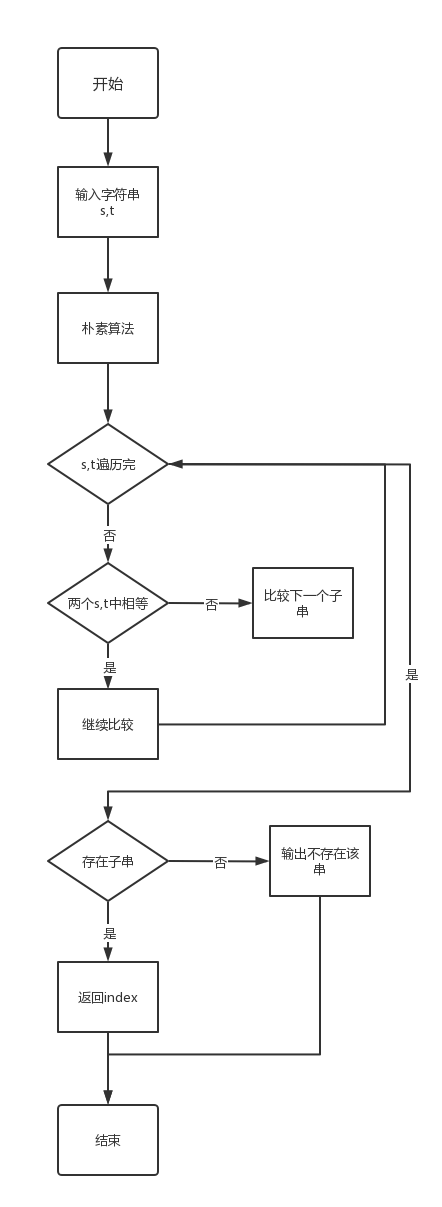 开始
输入字符串
s,t
朴素算法
s,t遍历完
否
两个s,t中相等
否
比较下一个子
串
是
继续比较
是
存在子串
否
输出不存在该
串
是
返回index
结束